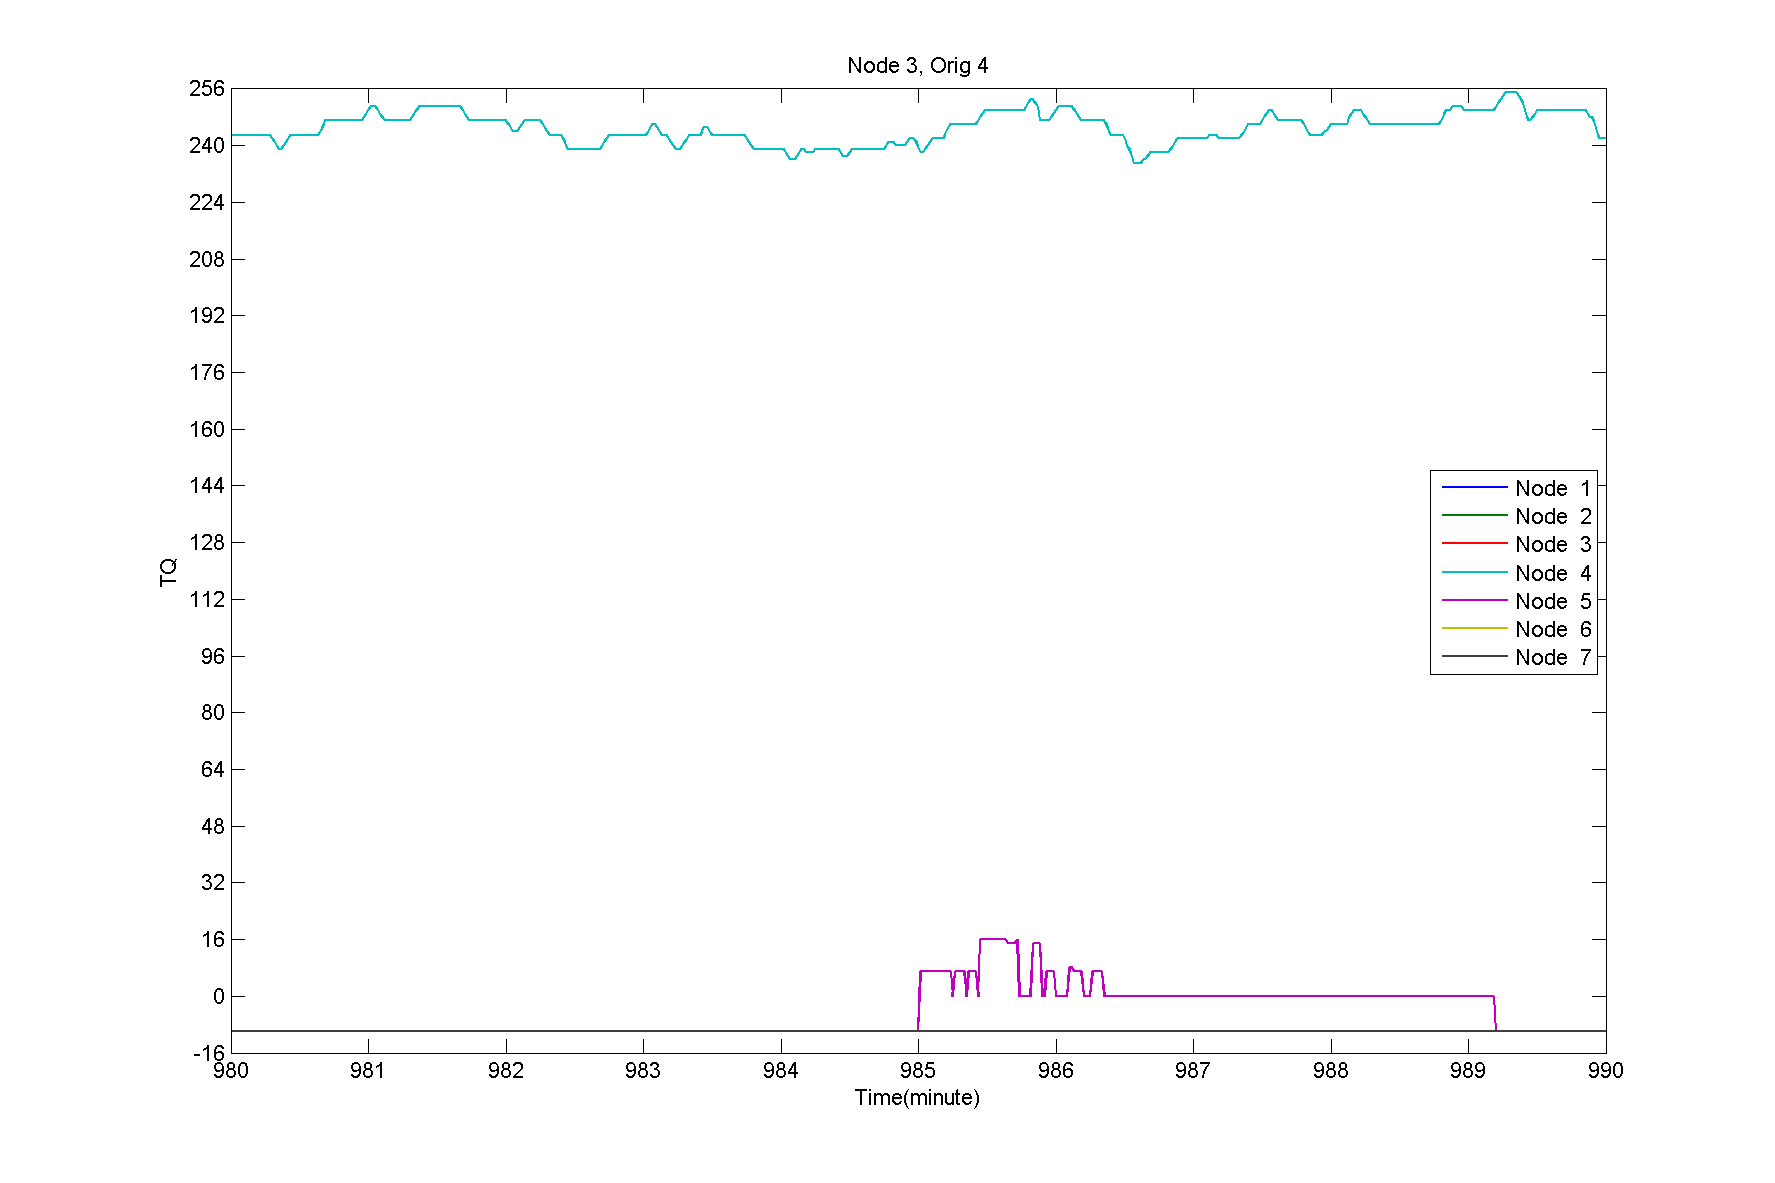 Node 3, Orig 4
256
240
224
208
192
176
160
144
128
112
96
80
64
48
32
16
0
-16
TQ
Node 1
Node 2
Node 3
Node 4
Node 5
Node 6
Node 7
980 981 982 983 984 985 986 987 988 989 990
Time(minute)